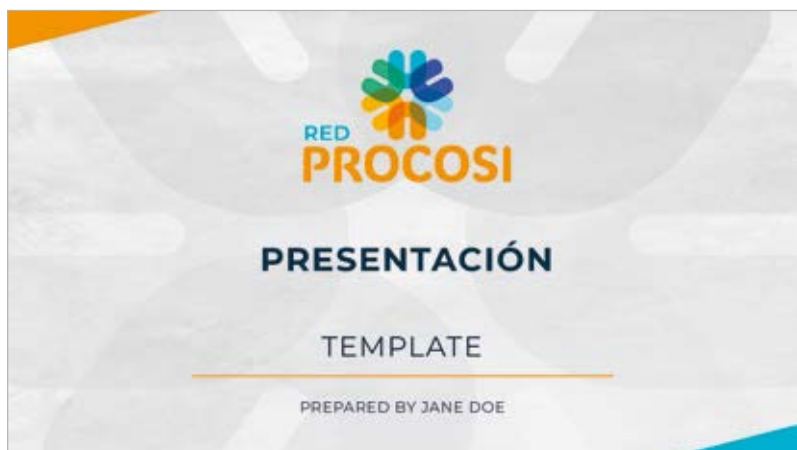 RED
PROCOSI
PRESENTACIÓN
TEMPLATE
PREPARED BY JANE DOE